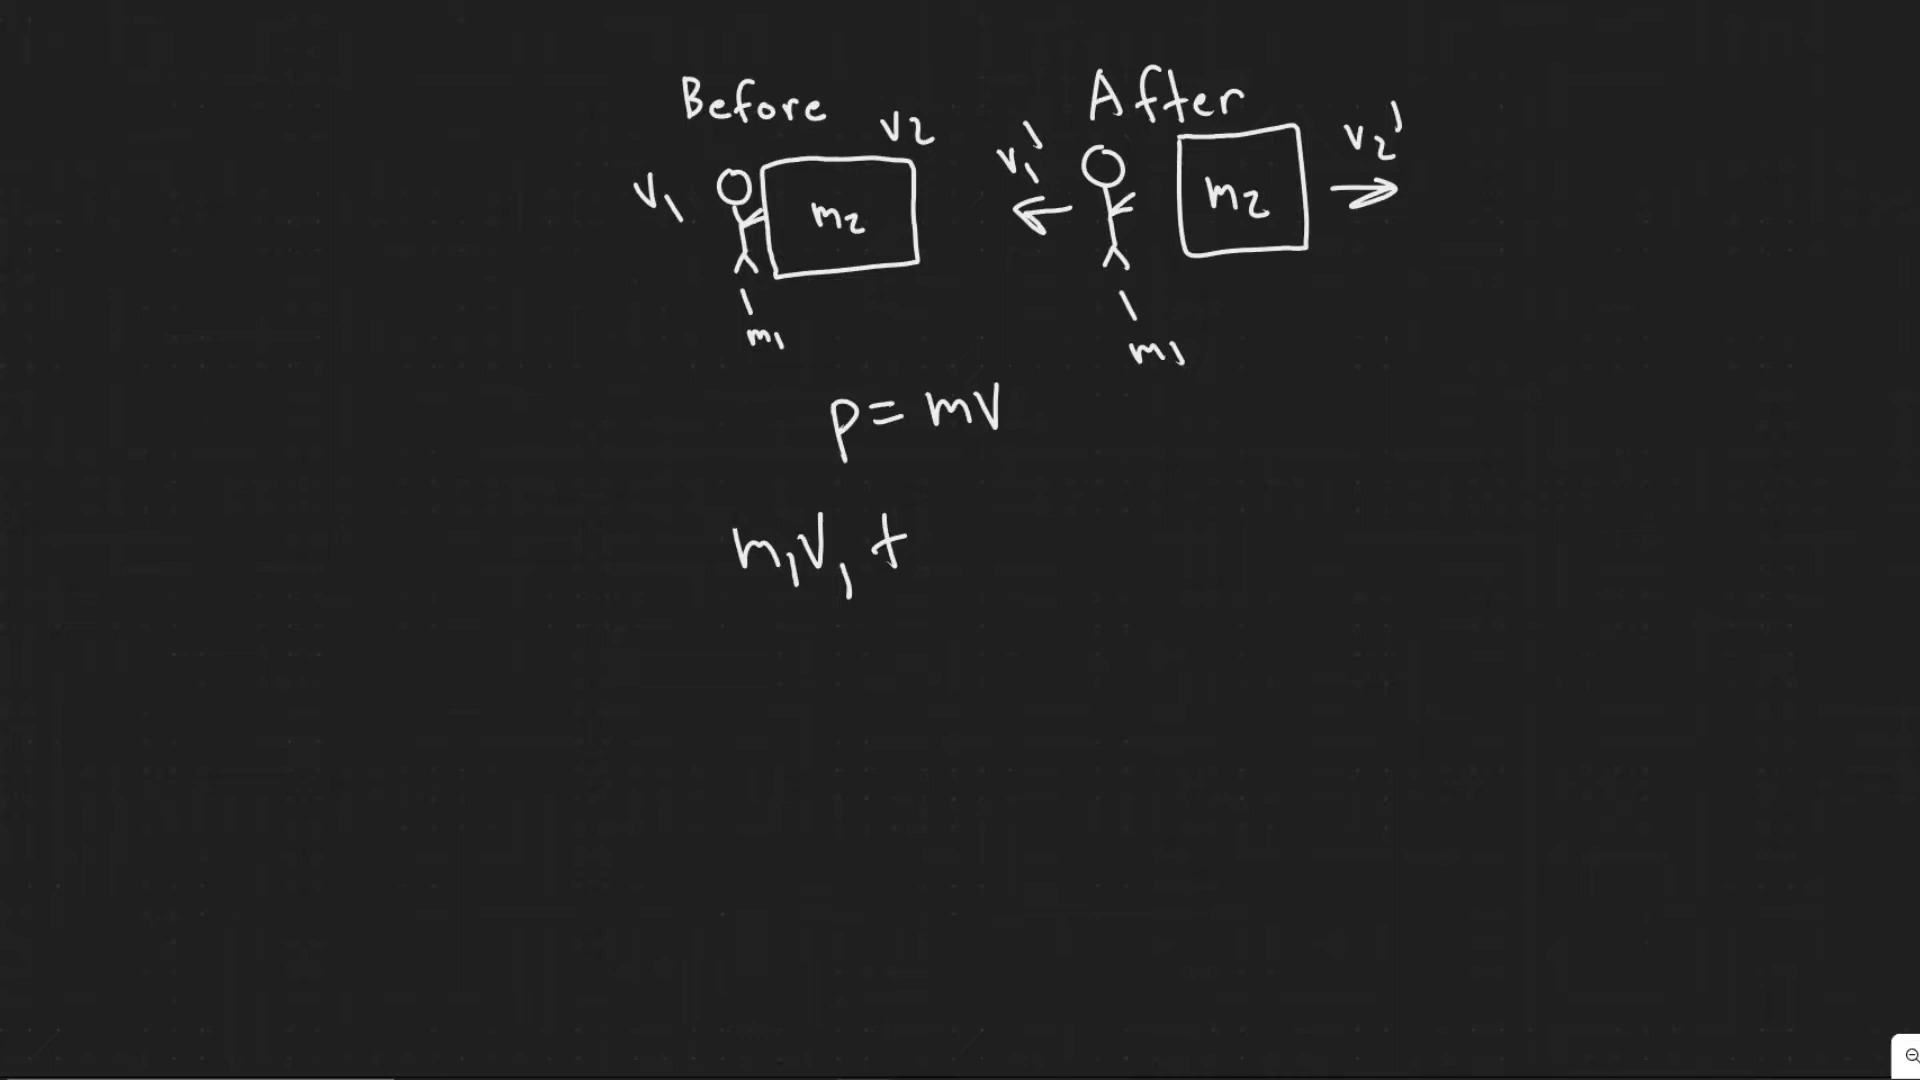 Before After
v₂ v₁' v₂'
v₁ m₂ m₂
m₁ m₁
p = mv
m₁v₁ +